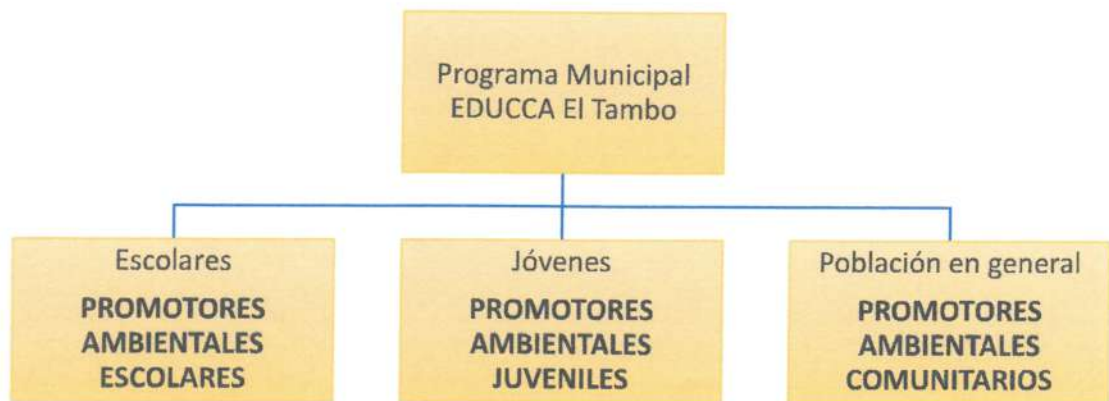 Programa Municipal
EDUCCA El Tambo
Escolares
PROMOTORES
AMBIENTALES
ESCOLARES
Jóvenes
PROMOTORES
AMBIENTALES
JUVENILES
Población en general
PROMOTORES
AMBIENTALES
COMUNITARIOS